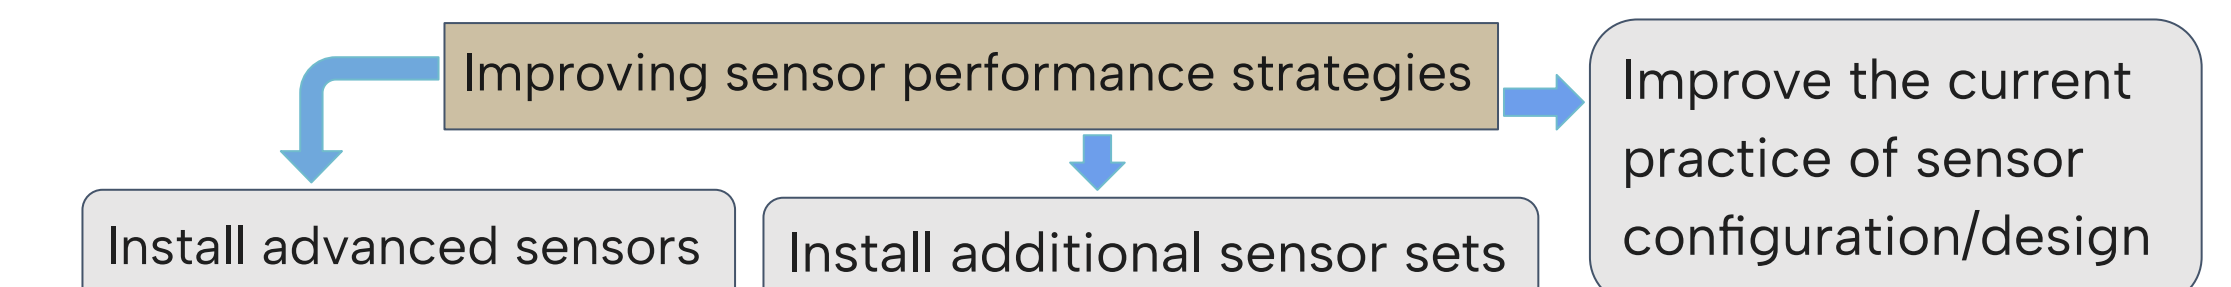 Improving sensor performance strategies
Improve the current
practice of sensor
configuration/design
Install advanced sensors
Install additional sensor sets